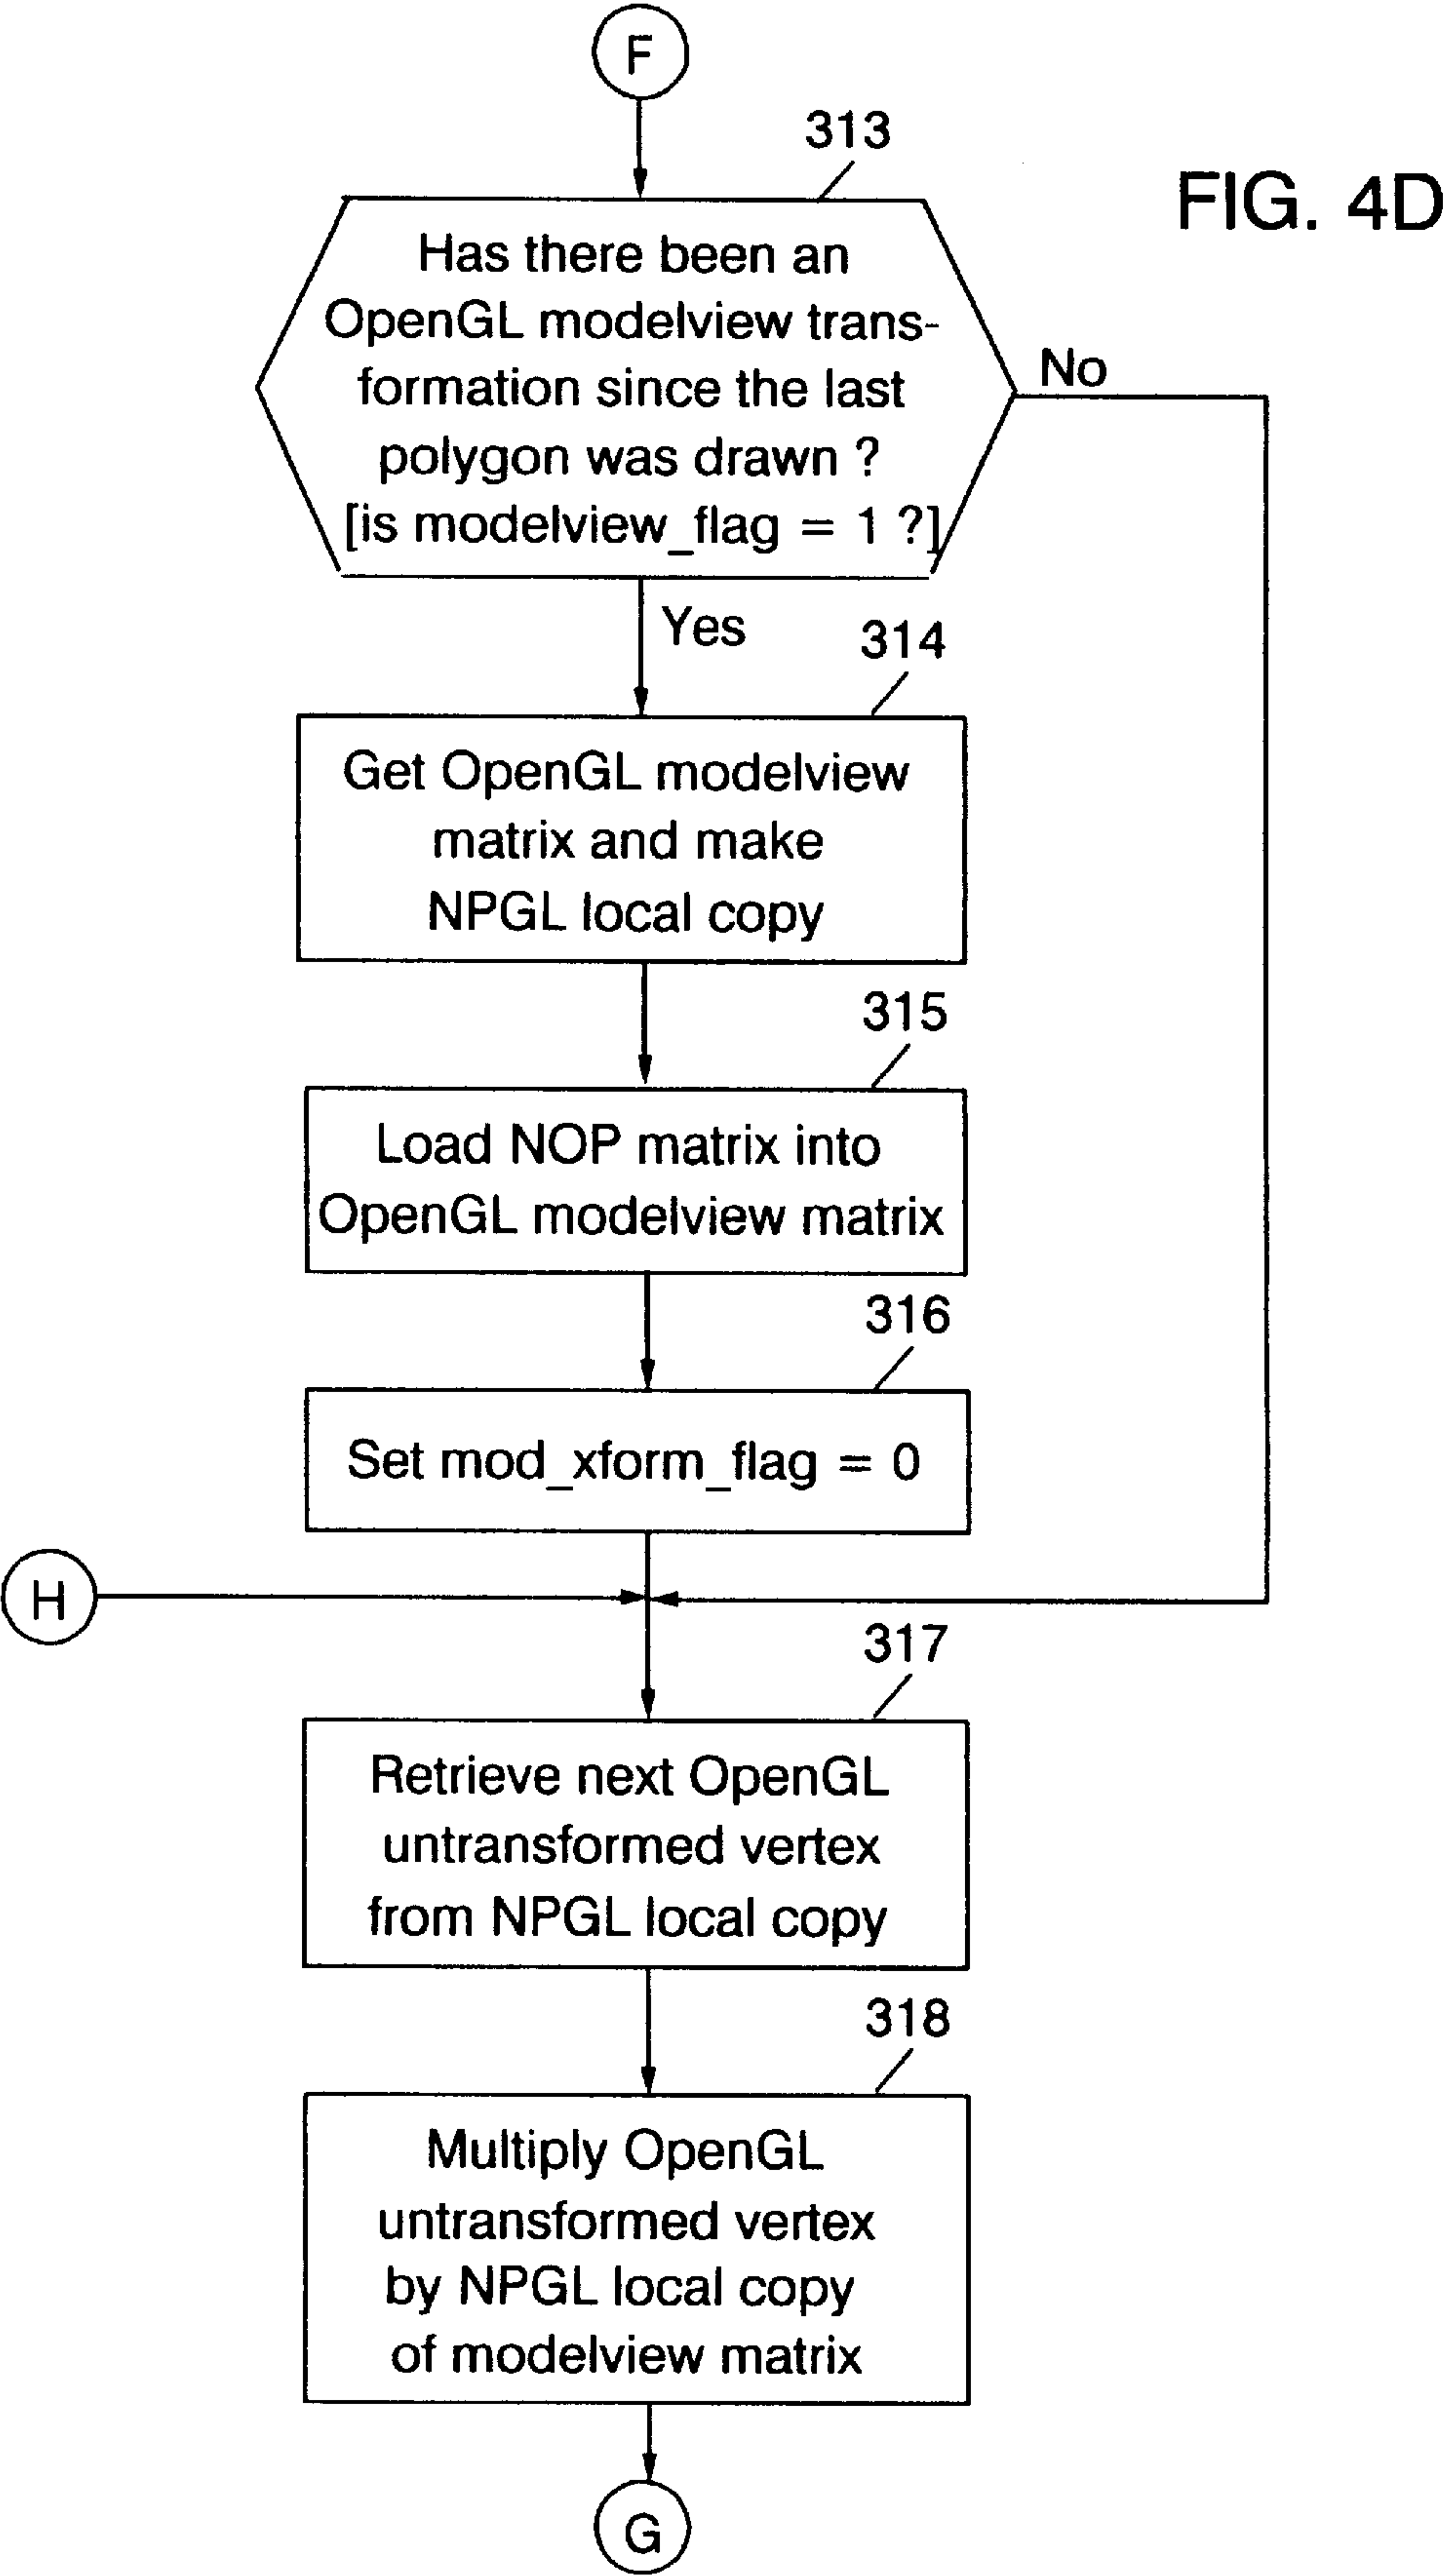 F
313
FIG. 4D
Has there been an
OpenGL modelview trans-
formation since the last
polygon was drawn ?
[is modelview_flag = 1 ?]
No
Yes
314
Get OpenGL modelview
matrix and make
NPGL local copy
315
Load NOP matrix into
OpenGL modelview matrix
316
Set mod_xform_flag = 0
H
317
Retrieve next OpenGL
untransformed vertex
from NPGL local copy
318
Multiply OpenGL
untransformed vertex
by NPGL local copy
of modelview matrix
G